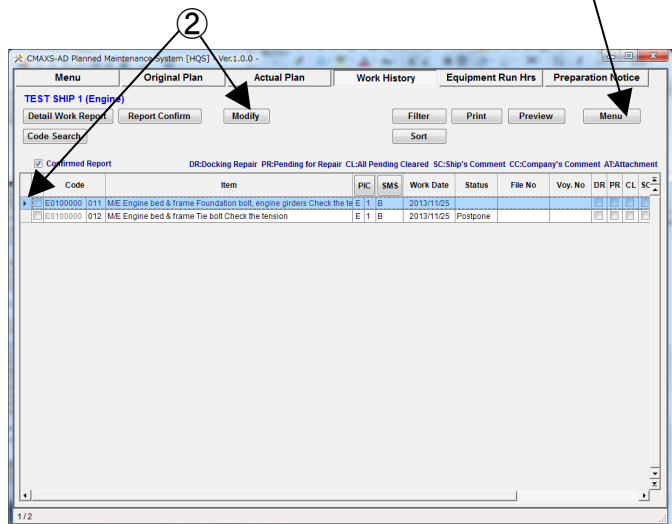 ②
CMAXS-AD Planned Maintenance System [HQS] - Ver.1.0.0 -
Menu Original Plan Actual Plan Work History Equipment Run Hrs Preparation Notice
TEST SHIP 1 (Engine)
Detail Work Report Report Confirm Modify Filter Print Preview Menu
Code Search Sort
Confirmed Report DR:Docking Repair PR:Pending for Repair CL:All Pending Cleared SC:Ship's Comment CC:Company's Comment AT:Attachment
Code Item PIC SMS Work Date Status File No Voy. No DR PR CL SC
E0100000 011 M/E Engine bed & frame Foundation bolt, engine girders Check the te E 1 B 2013/11/25
E0100000 012 M/E Engine bed & frame Tie bolt Check the tension E 1 B 2013/11/25 Postpone
1 / 2